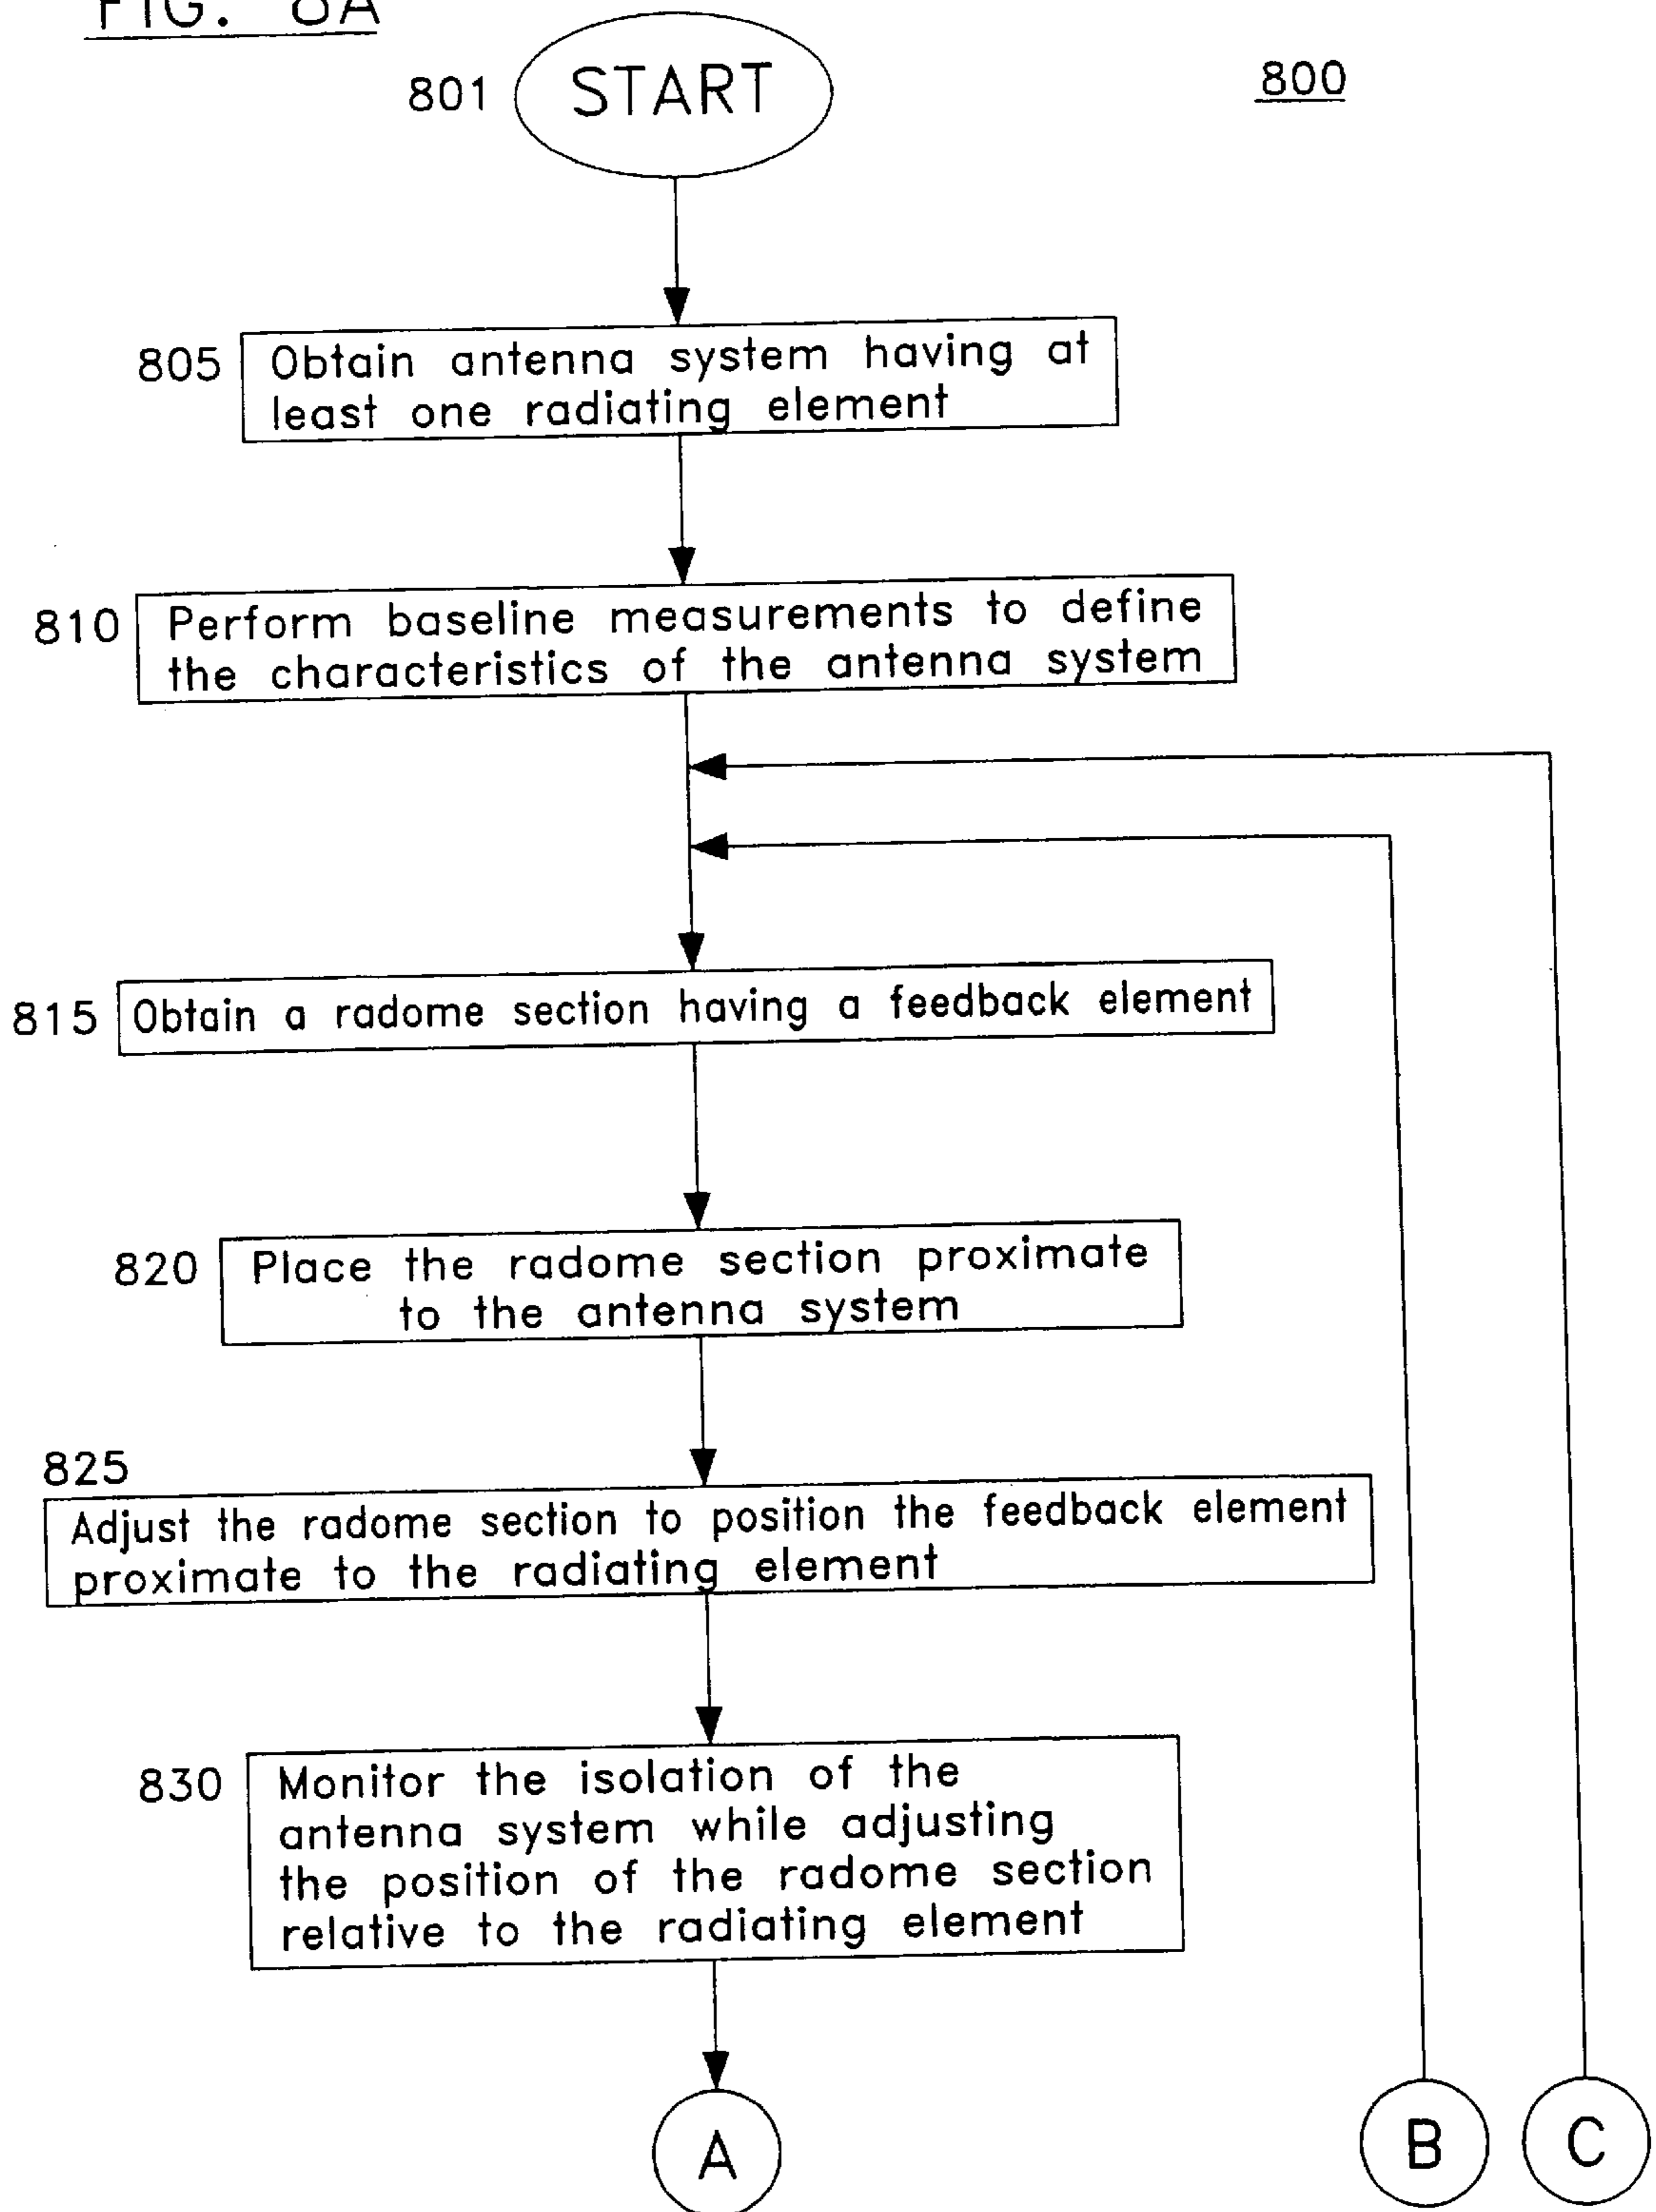 FIG. 8A
801 START 800
805 Obtain antenna system having at
least one radiating element
810 Perform baseline measurements to define
the characteristics of the antenna system
815 Obtain a radome section having a feedback element
820 Place the radome section proximate
to the antenna system
825
Adjust the radome section to position the feedback element
proximate to the radiating element
830 Monitor the isolation of the
antenna system while adjusting
the position of the radome section
relative to the radiating element
A B C